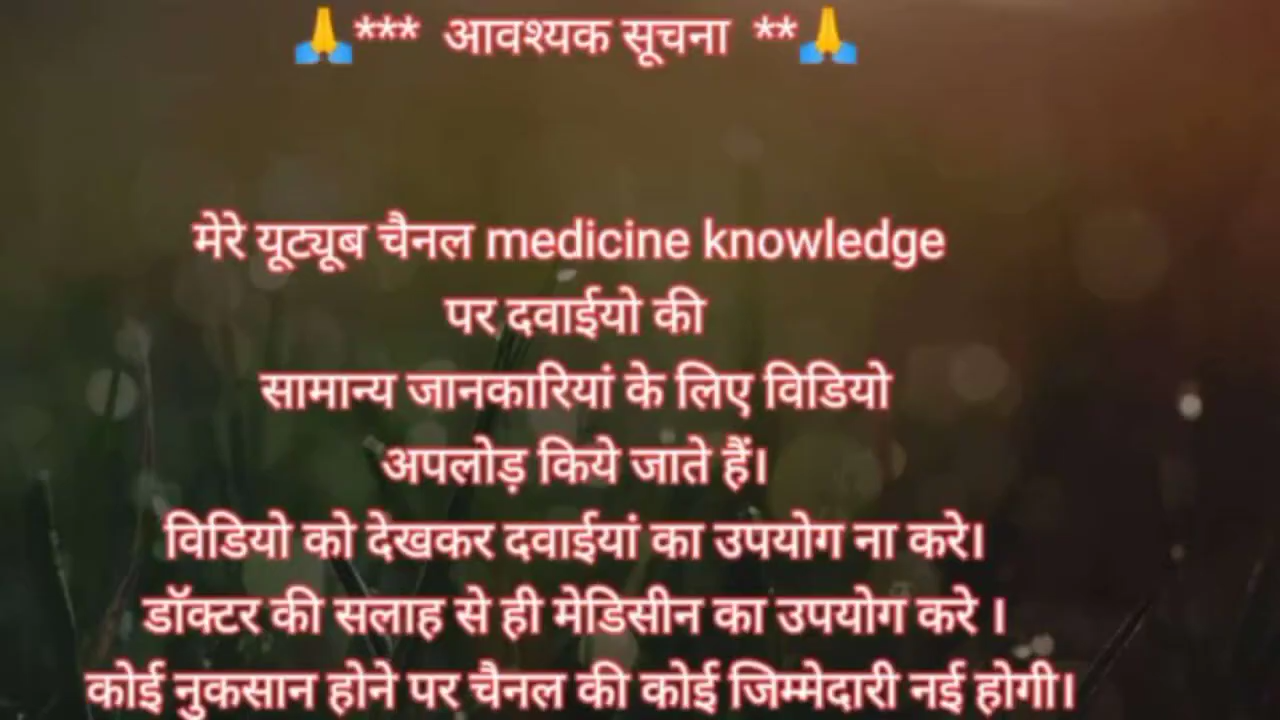 🙏*** आवश्यक सूचना **🙏
मेरे यूट्यूब चैनल medicine knowledge
पर दवाईयो की
सामान्य जानकारियां के लिए विडियो
अपलोड़ किये जाते हैं।
विडियो को देखकर दवाईयां का उपयोग ना करे।
डॉक्टर की सलाह से ही मेडिसीन का उपयोग करे ।
कोई नुकसान होने पर चैनल की कोई जिम्मेदारी नई होगी।